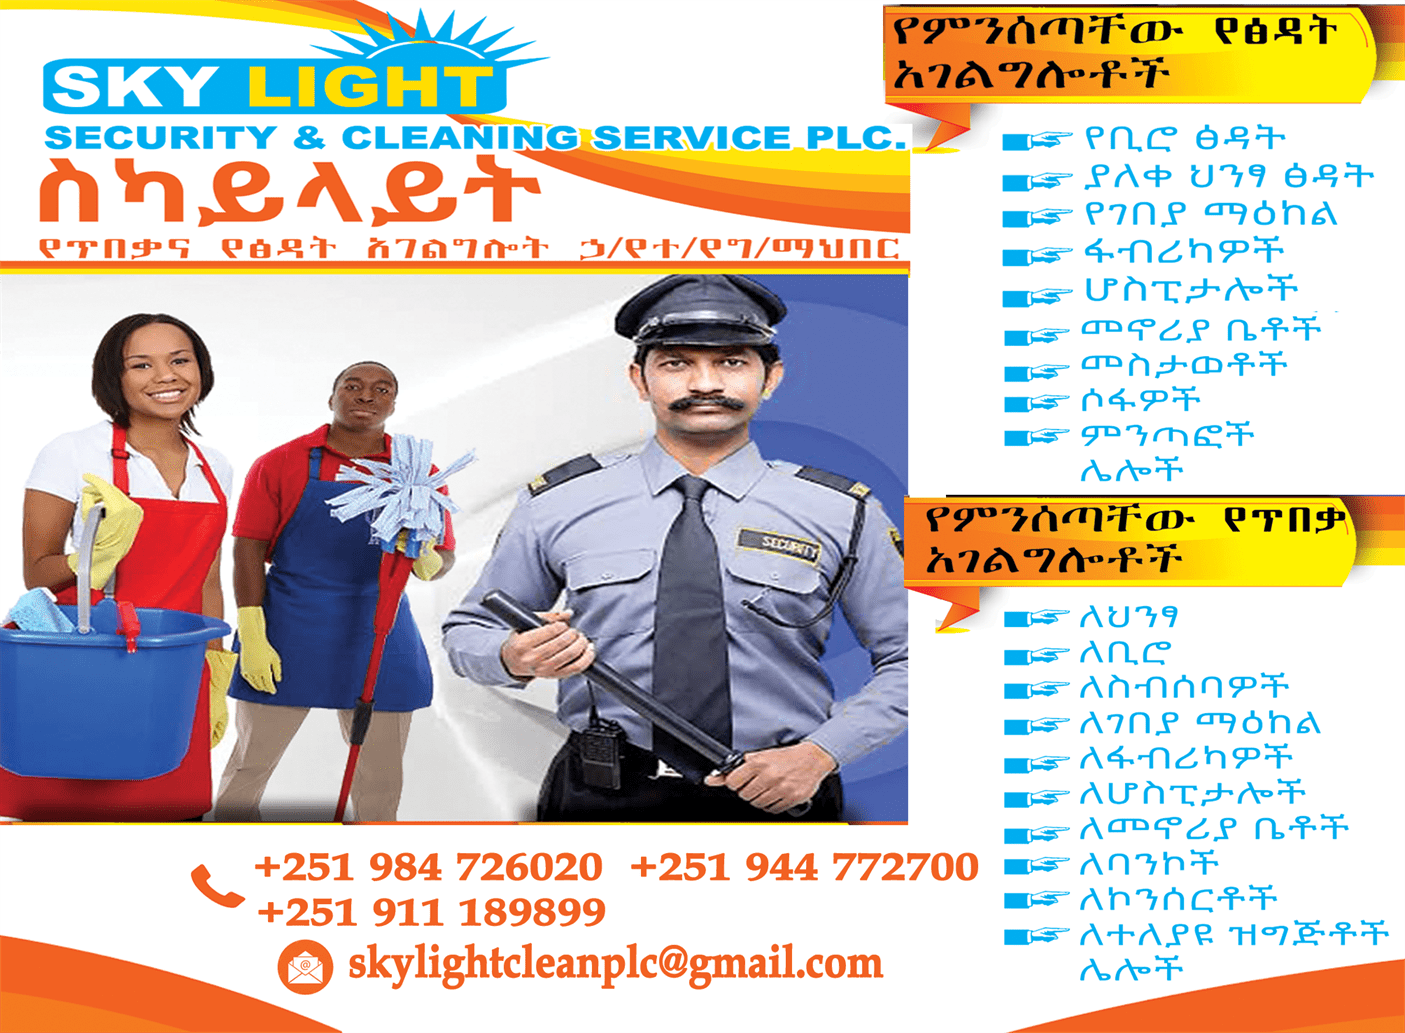 SKY LIGHT
SECURITY & CLEANING SERVICE PLC.
ስካይላይት
የጥበቃና የፅዳት አገልግሎት ኃ/የተ/የግ/ማህበር
SECURITY
+251 984 726020 +251 944 772700
+251 911 189899
skylightcleanplc@gmail.com
የምንሰጣቸው የፅዳት
አገልግሎቶች
የቢሮ ፅዳት
ያለቀ ህንፃ ፅዳት
የገበያ ማዕከል
ፋብሪካዎች
ሆስፒታሎች
መኖሪያ ቤቶች
መስታወቶች
ሶፋዎች
ምንጣፎች
ሌሎች
የምንሰጣቸው የጥበቃ
አገልግሎቶች
ለህንፃ
ለቢሮ
ለስብሰባዎች
ለገበያ ማዕከል
ለፋብሪካዎች
ለሆስፒታሎች
ለመኖሪያ ቤቶች
ለባንኮች
ለኮንሰርቶች
ለተለያዩ ዝግጅቶች
ሌሎች